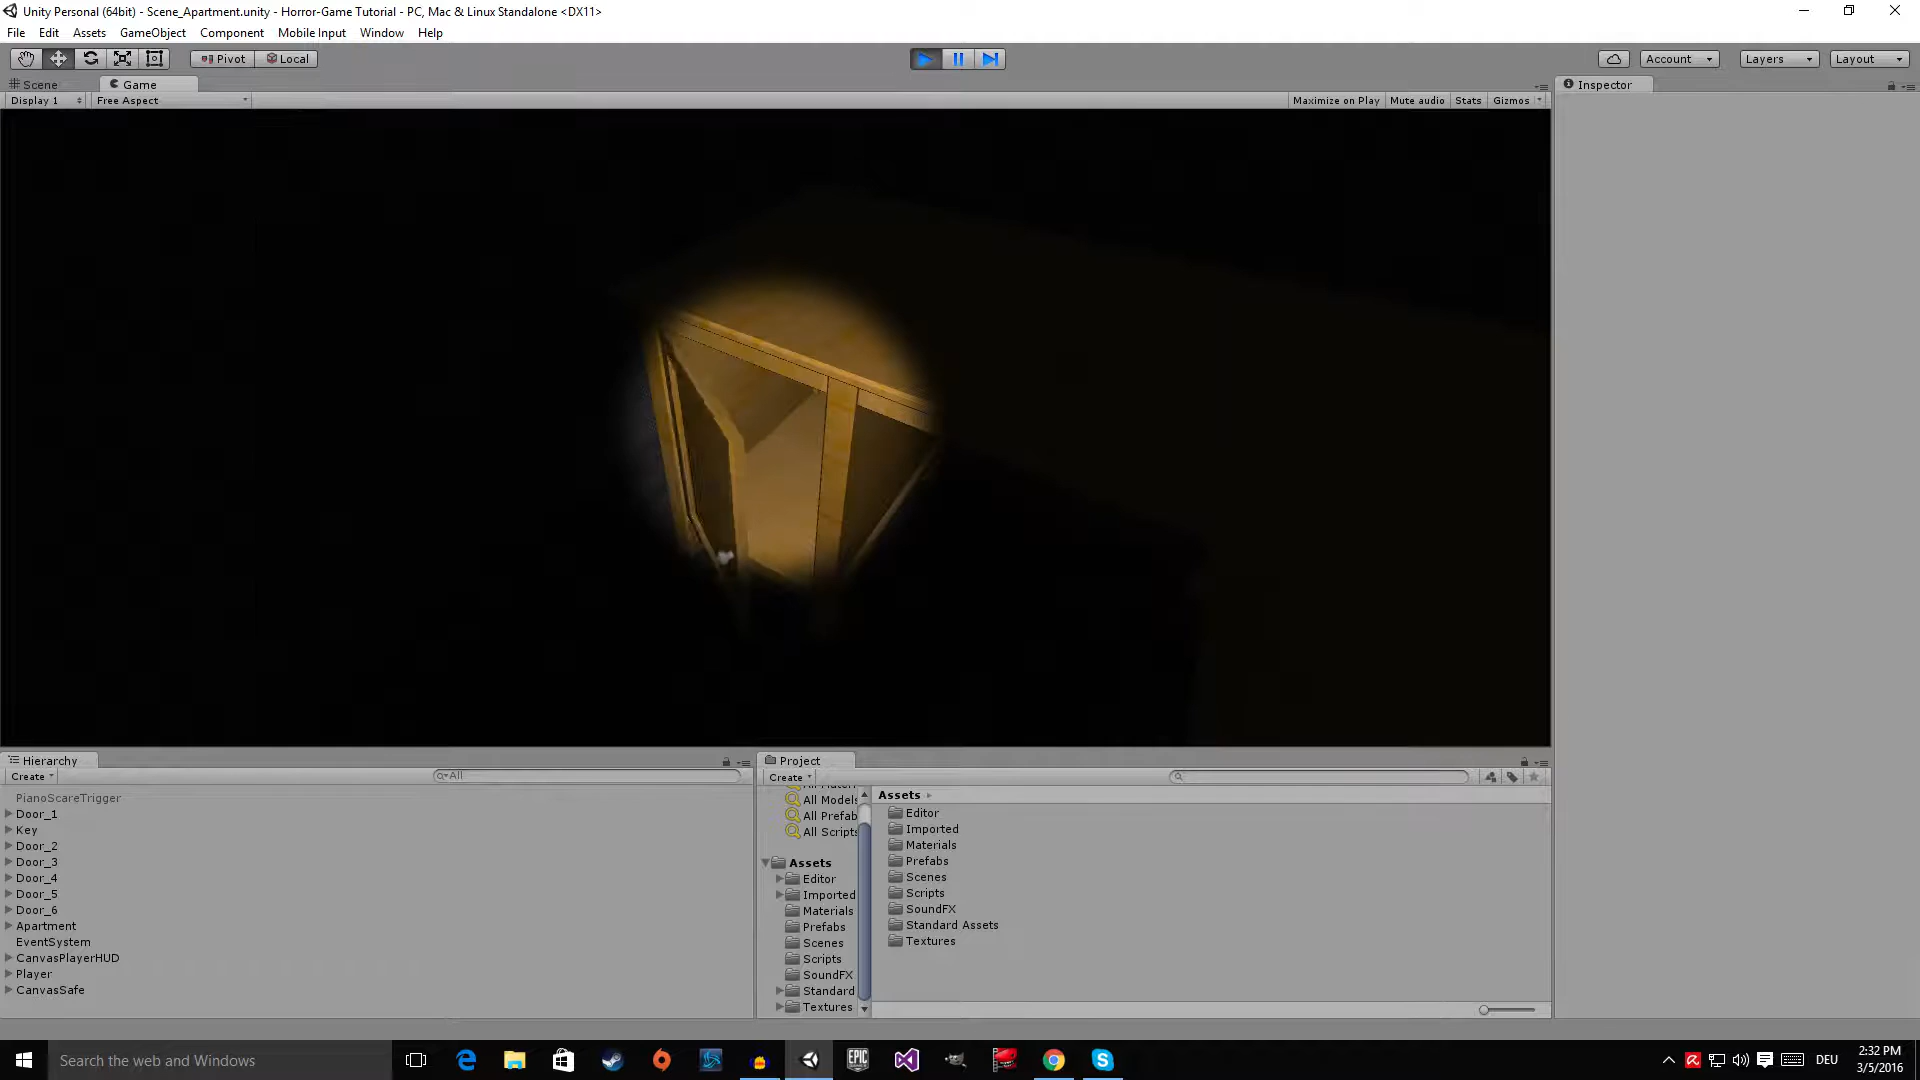 Unity Personal (64bit) - Scene_Apartment.unity - Horror-Game Tutorial - PC, Mac & Linux Standalone <DX11>
File Edit Assets GameObject Component Mobile Input Window Help
Pivot Local Account Layers Layout
Scene Game Inspector
Display 1 Free Aspect Maximize on Play Mute audio Stats Gizmos
Hierarchy
Create All
PianoScareTrigger
Door_1
Key
Door_2
Door_3
Door_4
Door_5
Door_6
Apartment
EventSystem
CanvasPlayerHUD
Player
CanvasSafe
Project
Create
All Models
All Prefab
All Scripts
Assets
Editor
Imported
Materials
Prefabs
Scenes
Scripts
SoundFX
Standard
Textures
Assets
Editor
Imported
Materials
Prefabs
Scenes
Scripts
SoundFX
Standard Assets
Textures
Search the web and Windows
EPIC
GAMES
DEU
2:32 PM
3/5/2016